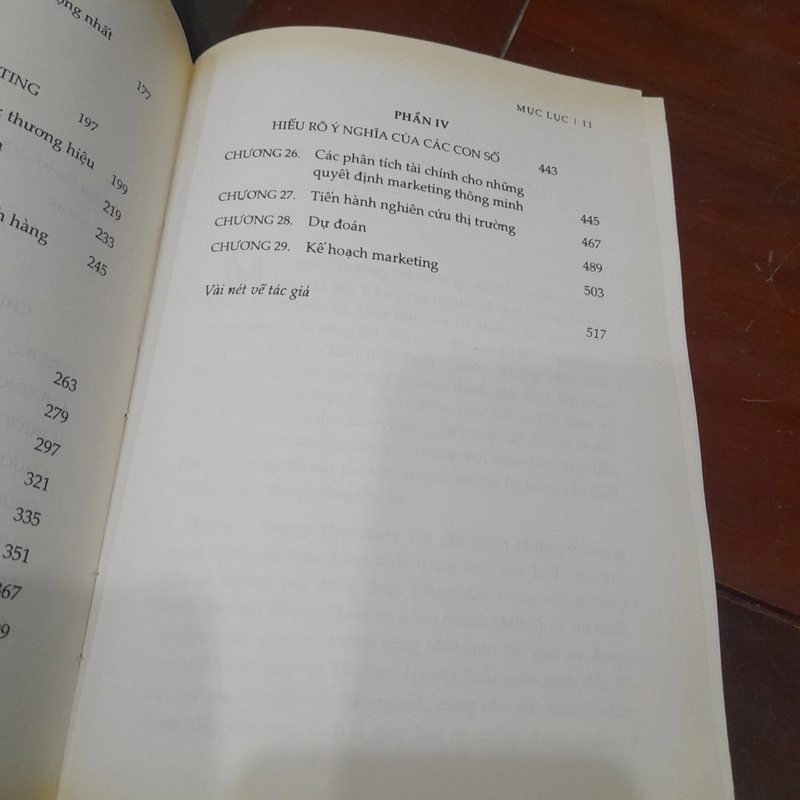 ọng nhất
177
TING
197
thương hiệu
199
219
233
hàng
245
263
279
297
321
335
351
367
MỤC LỤC | 11
PHẦN IV
HIỂU RÕ Ý NGHĨA CỦA CÁC CON SỐ 443
CHƯƠNG 26. Các phân tích tài chính cho những
quyết định marketing thông minh 445
CHƯƠNG 27. Tiến hành nghiên cứu thị trường 467
CHƯƠNG 28. Dự đoán 489
CHƯƠNG 29. Kế hoạch marketing 503
Vài nét về tác giả 517